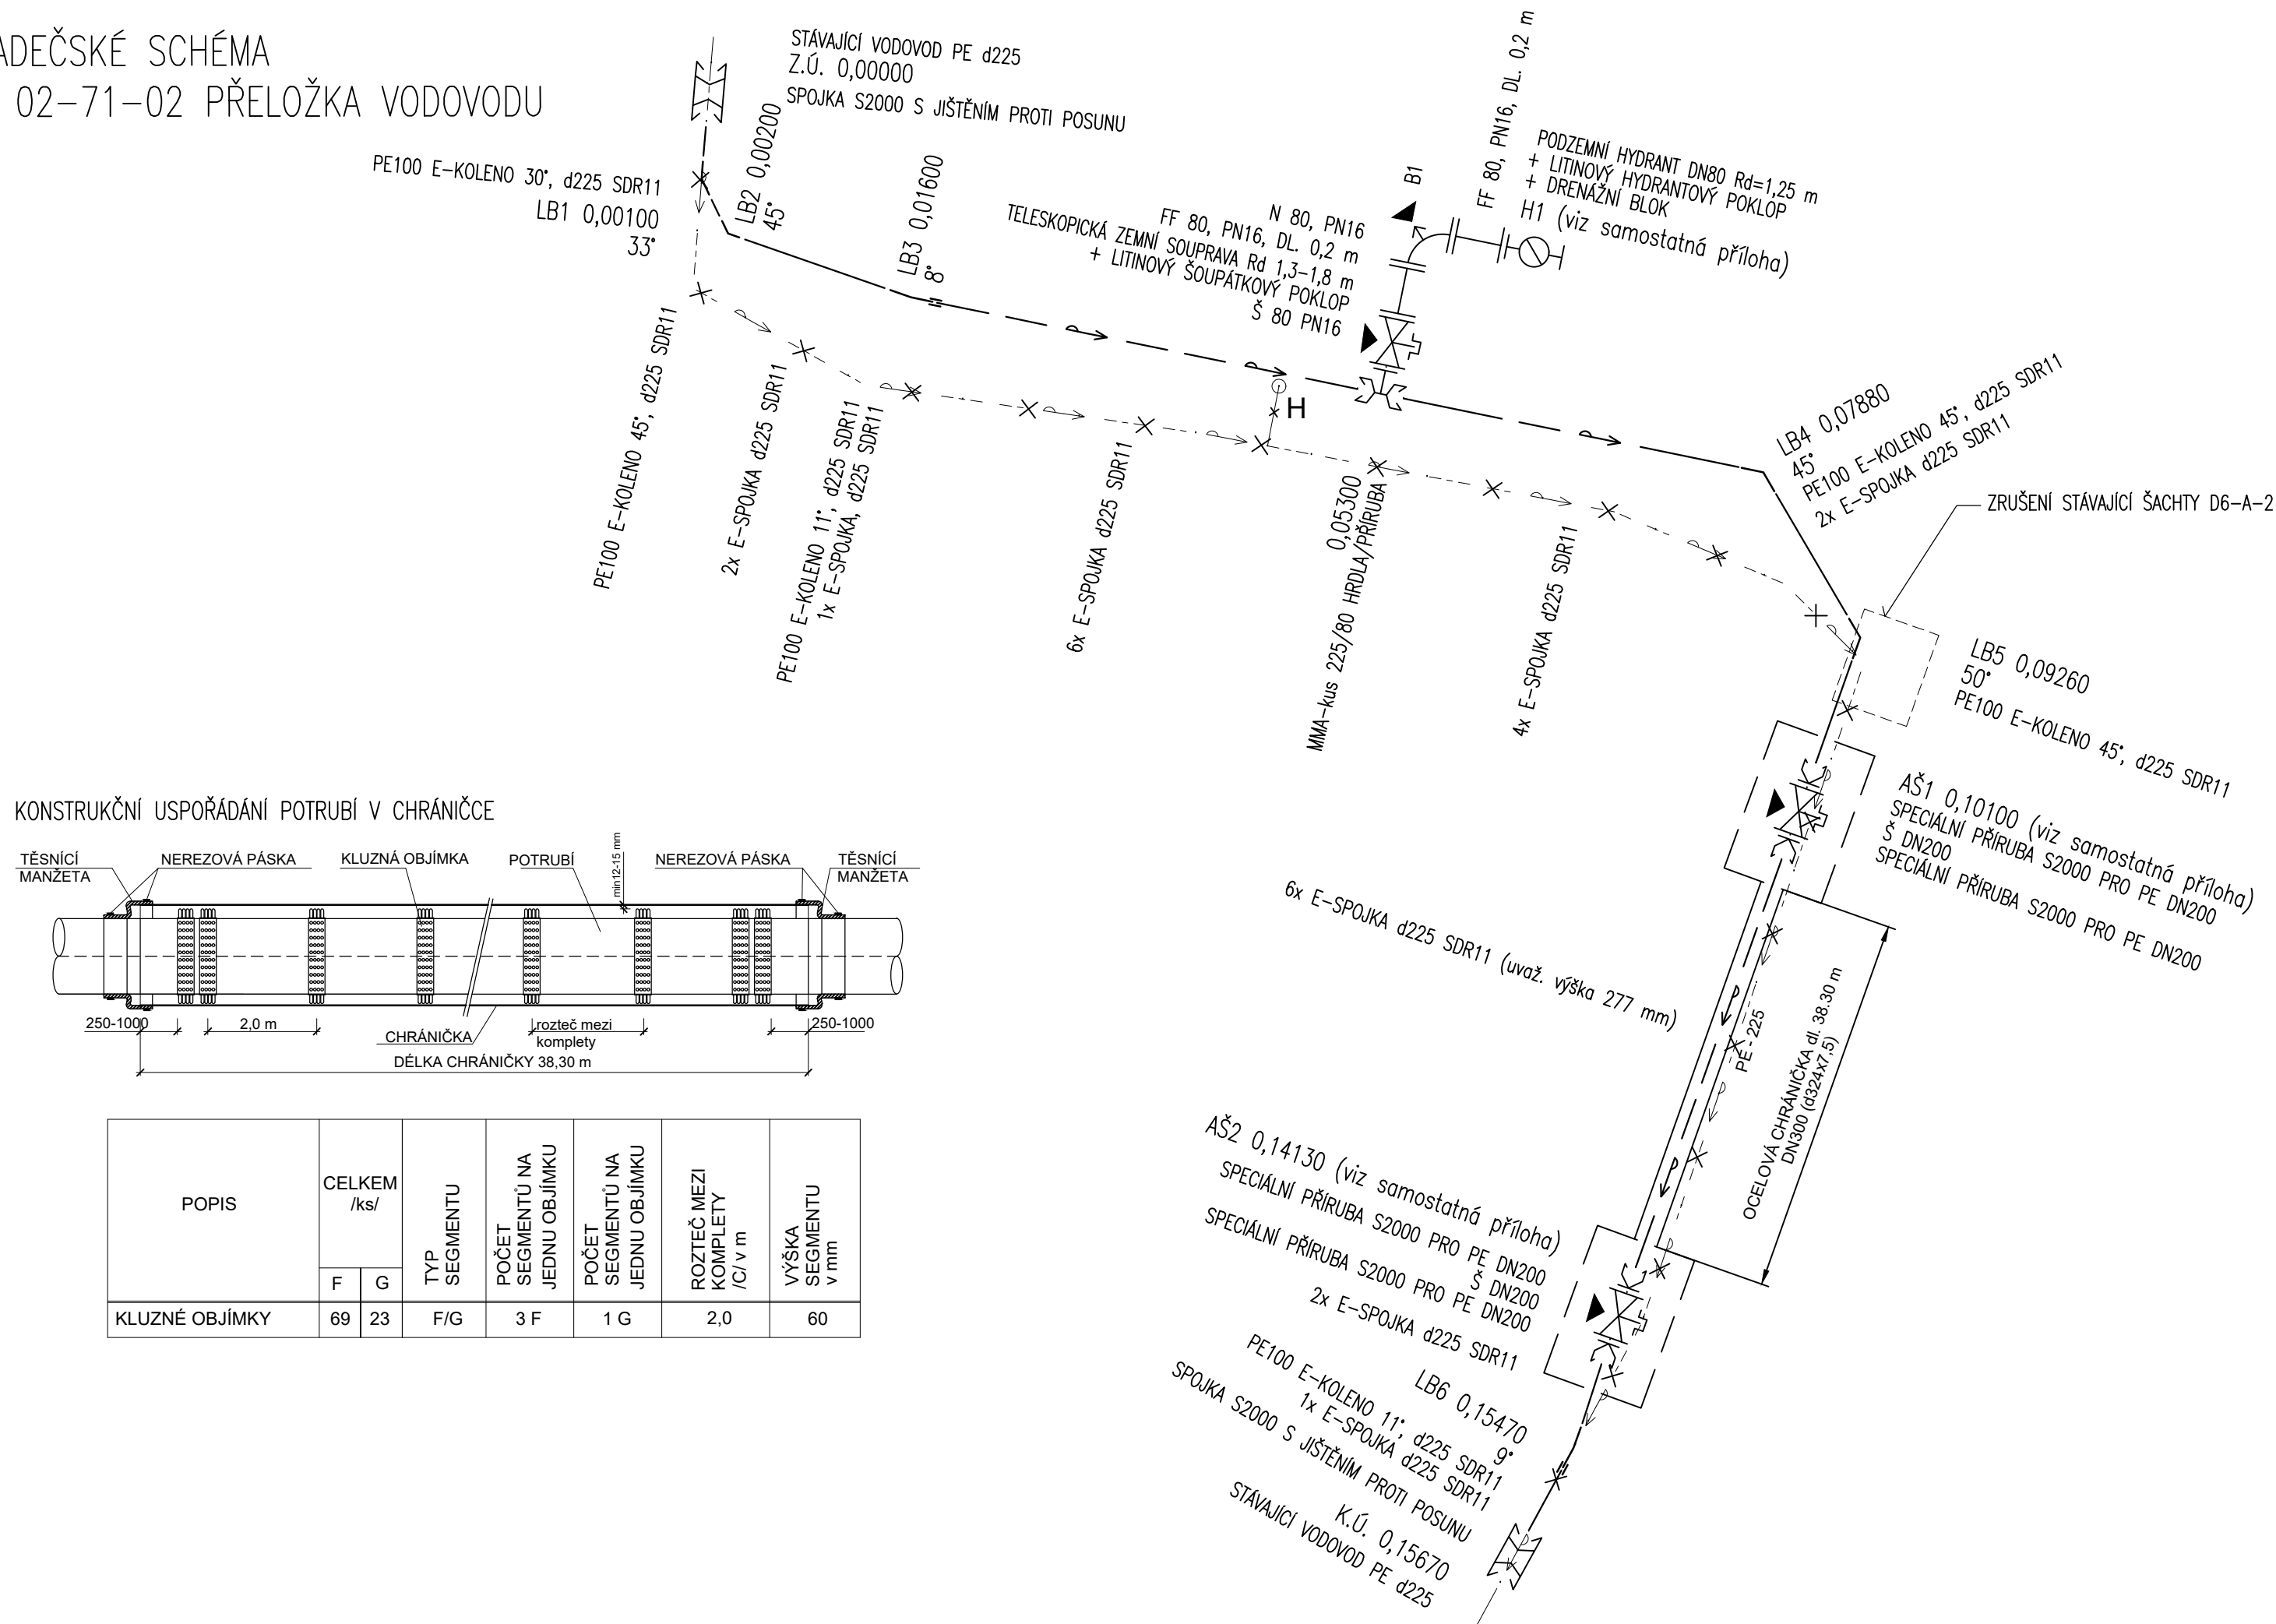 ADEČSKÉ SCHÉMA
02-71-02 PŘELOŽKA VODOVODU
STÁVAJÍCÍ VODOVOD PE d225
Z.Ú. 0,00000
SPOJKA S2000 S JIŠTĚNÍM PROTI POSUNU
PE100 E-KOLENO 30°, d225 SDR11
LB1 0,00100
33°
LB2 0,00200
45°
LB3 0,01600
8°
PE100 E-KOLENO 45°, d225 SDR11
2x E-SPOJKA d225 SDR11
PE100 E-KOLENO 11°, d225 SDR11
1x E-SPOJKA, d225 SDR11
6x E-SPOJKA d225 SDR11
N 80, PN16
FF 80, PN16, DL. 0,2 m
TELESKOPICKÁ ZEMNÍ SOUPRAVA Rd 1,3-1,8 m
+ LITINOVÝ ŠOUPÁTKOVÝ POKLOP
Š 80 PN16
B1
FF 80, PN16, DL. 0,2 m
PODZEMNÍ HYDRANT DN80 Rd=1,25 m
+ LITINOVÝ HYDRANTOVÝ POKLOP
+ DRENÁŽNÍ BLOK
H1 (viz samostatná příloha)
H
0,05300
MMA-kus 225/80 HRDLA/PŘÍRUBA
4x E-SPOJKA d225 SDR11
LB4 0,07880
45°
PE100 E-KOLENO 45°, d225 SDR11
2x E-SPOJKA d225 SDR11
ZRUŠENÍ STÁVAJÍCÍ ŠACHTY D6-A-2
LB5 0,09260
50°
PE100 E-KOLENO 45°, d225 SDR11
AŠ1 0,10100 (viz samostatná příloha)
SPECIÁLNÍ PŘÍRUBA S2000 PRO PE DN200
Š DN200
SPECIÁLNÍ PŘÍRUBA S2000 PRO PE DN200
6x E-SPOJKA d225 SDR11 (uvaž. výška 277 mm)
PE - 225
OCELOVÁ CHRÁNIČKA dl. 38.30 m
DN300 (d324x7,5)
AŠ2 0,14130 (viz samostatná příloha)
SPECIÁLNÍ PŘÍRUBA S2000 PRO PE DN200
Š DN200
SPECIÁLNÍ PŘÍRUBA S2000 PRO PE DN200
2x E-SPOJKA d225 SDR11
LB6 0,15470
9°
PE100 E-KOLENO 11°, d225 SDR11
1x E-SPOJKA d225 SDR11
SPOJKA S2000 S JIŠTĚNÍM PROTI POSUNU
K.Ú. 0,15670
STÁVAJÍCÍ VODOVOD PE d225
KONSTRUKČNÍ USPOŘÁDÁNÍ POTRUBÍ V CHRÁNIČCE
TĚSNÍCÍ
MANŽETA
NEREZOVÁ PÁSKA
KLUZNÁ OBJÍMKA
POTRUBÍ
min12-15 mm
NEREZOVÁ PÁSKA
TĚSNÍCÍ
MANŽETA
250-1000
2,0 m
CHRÁNIČKA
rozteč mezi
komplety
250-1000
DÉLKA CHRÁNIČKY 38,30 m
POPIS
CELKEM
/ks/
F
G
TYP
SEGMENTU
POČET
SEGMENTŮ NA
JEDNU OBJÍMKU
POČET
SEGMENTŮ NA
JEDNU OBJÍMKU
ROZTEČ MEZI
KOMPLETY
/C/ v m
VÝŠKA
SEGMENTU
v mm
KLUZNÉ OBJÍMKY
69
23
F/G
3 F
1 G
2,0
60